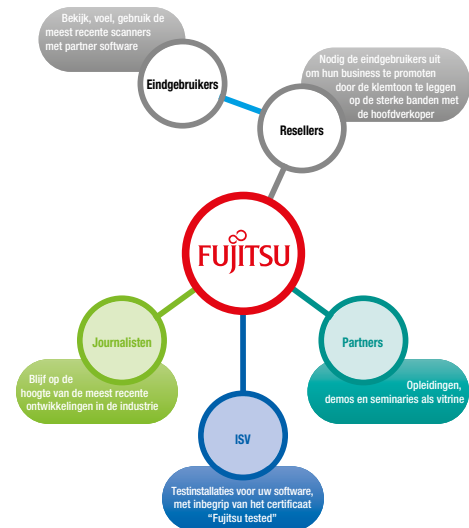 Bekijk, voel, gebruik de
meest recente scanners
met partner software
Eindgebruikers
Nodig de eindgebruikers uit
om hun business te promoten
door de klemtoon te leggen
op de sterke banden met
de hoofdverkoper
Resellers
FUJITSU
Journalisten
Blijf op de
hoogte van de meest recente
ontwikkelingen in de industrie
Partners
Opleidingen,
demos en seminaries als vitrine
ISV
Testinstallaties voor uw software,
met inbegrip van het certificaat
“Fujitsu tested”